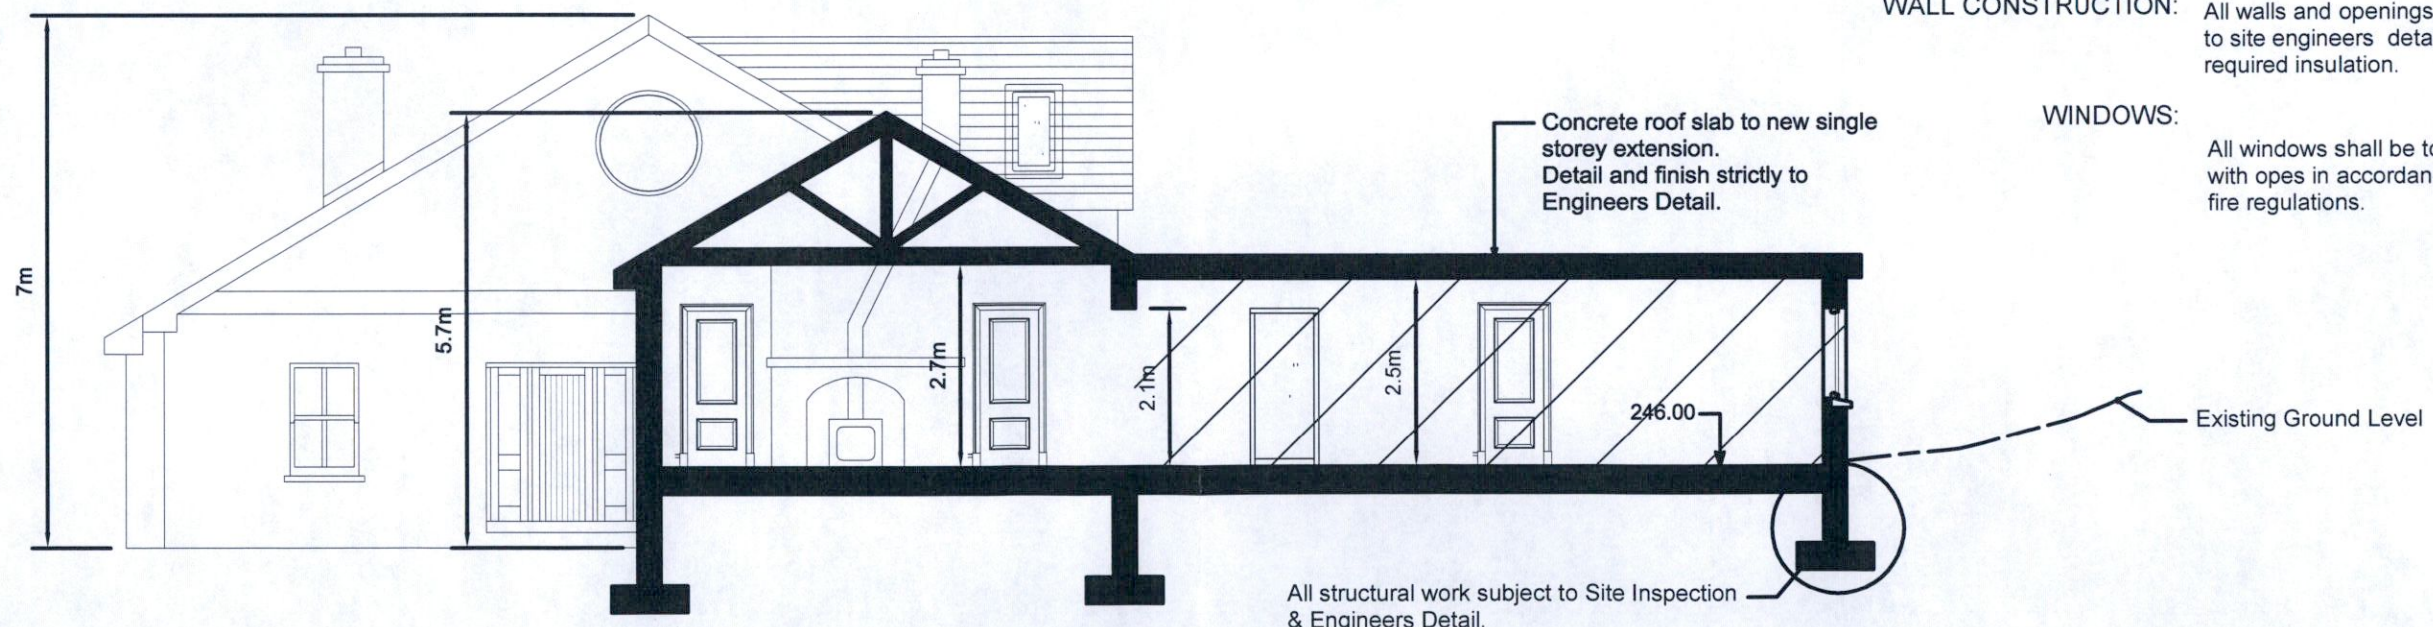 WALL CONSTRUCTION:
All walls and openings
to site engineers
required insulation.
WINDOWS:
All windows shall be
with opes in
fire regulations.
Concrete roof slab to new single
storey extension.
Detail and finish strictly to
Engineers Detail.
7m
5.7m
2.7m
2.1m
2.5m
246.00
Existing Ground Level
All structural work subject to Site Inspection
& Engineers Detail.